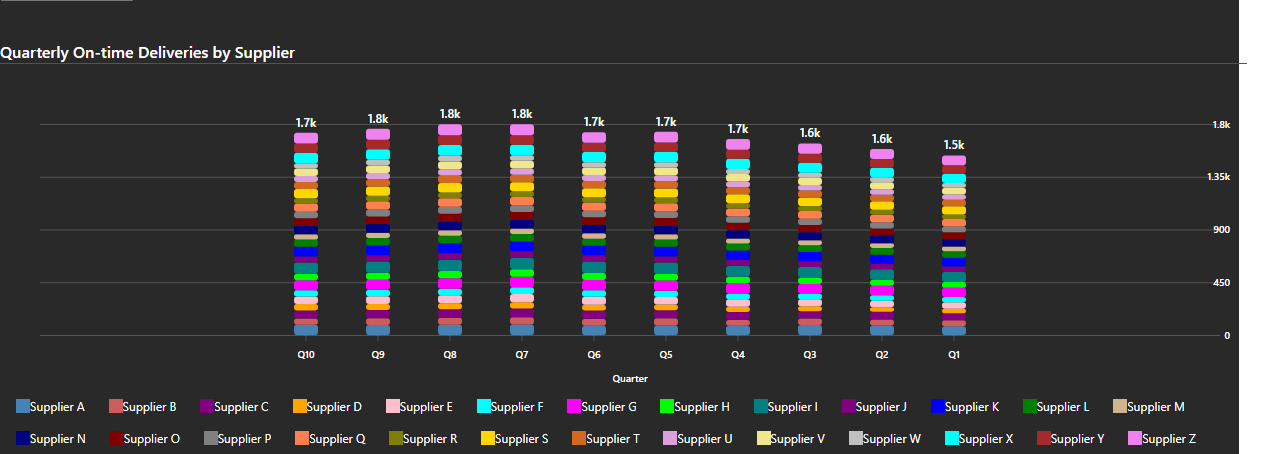 Quarterly On-time Deliveries by Supplier
1.7k 1.8k 1.8k 1.8k 1.7k 1.7k 1.7k 1.6k 1.6k 1.5k
1.8k
1.35k
900
450
0
Q10 Q9 Q8 Q7 Q6 Q5 Q4 Q3 Q2 Q1
Quarter
Supplier A Supplier B Supplier C Supplier D Supplier E Supplier F Supplier G Supplier H Supplier I Supplier J Supplier K Supplier L Supplier M
Supplier N Supplier O Supplier P Supplier Q Supplier R Supplier S Supplier T Supplier U Supplier V Supplier W Supplier X Supplier Y Supplier Z